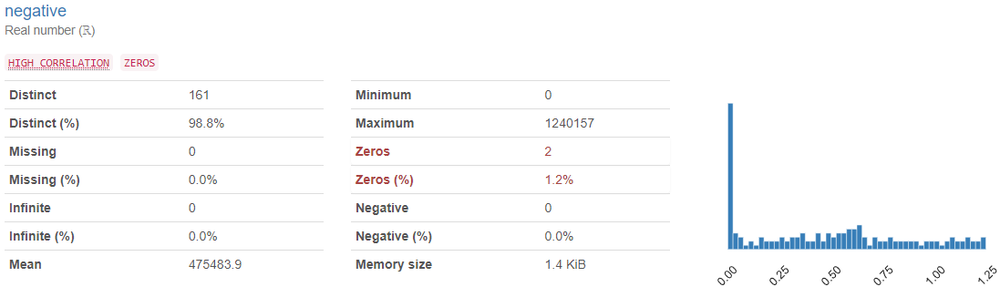 negative
Real number (ℝ)
HIGH CORRELATION ZEROS
Distinct 161
Distinct (%) 98.8%
Missing 0
Missing (%) 0.0%
Infinite 0
Infinite (%) 0.0%
Mean 475483.9
Minimum 0
Maximum 1240157
Zeros 2
Zeros (%) 1.2%
Negative 0
Negative (%) 0.0%
Memory size 1.4 KiB
0.00 0.25 0.50 0.75 1.00 1.25